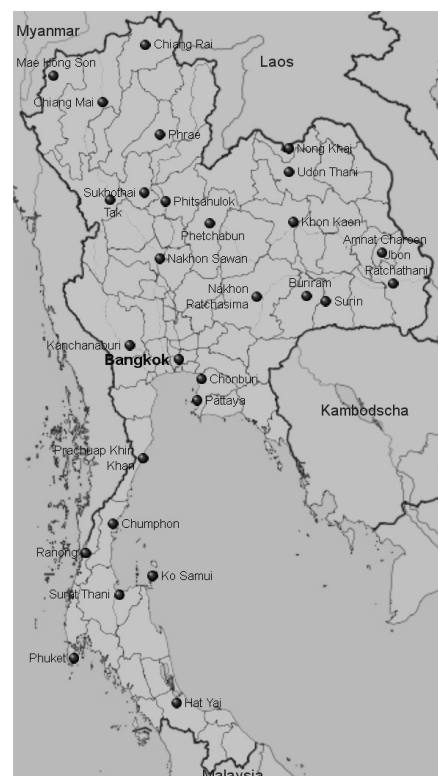 Myanmar
Chiang Rai
Laos
Mae Hong Son
Chiang Mai
Phrae
Nong Khai
Udon Thani
Sukhothai
Phitsanulok
Tak
Khon Kaen
Phetchabun
Amnat Charoen
Ubon
Ratchathani
Nakhon Sawan
Nakhon
Ratchasima
Buriram
Surin
Kanchanaburi
Bangkok
Chonburi
Pattaya
Kambodscha
Prachuap Khiri
Khan
Chumphon
Ranong
Ko Samui
Surat Thani
Phuket
Hat Yai
Malaysia